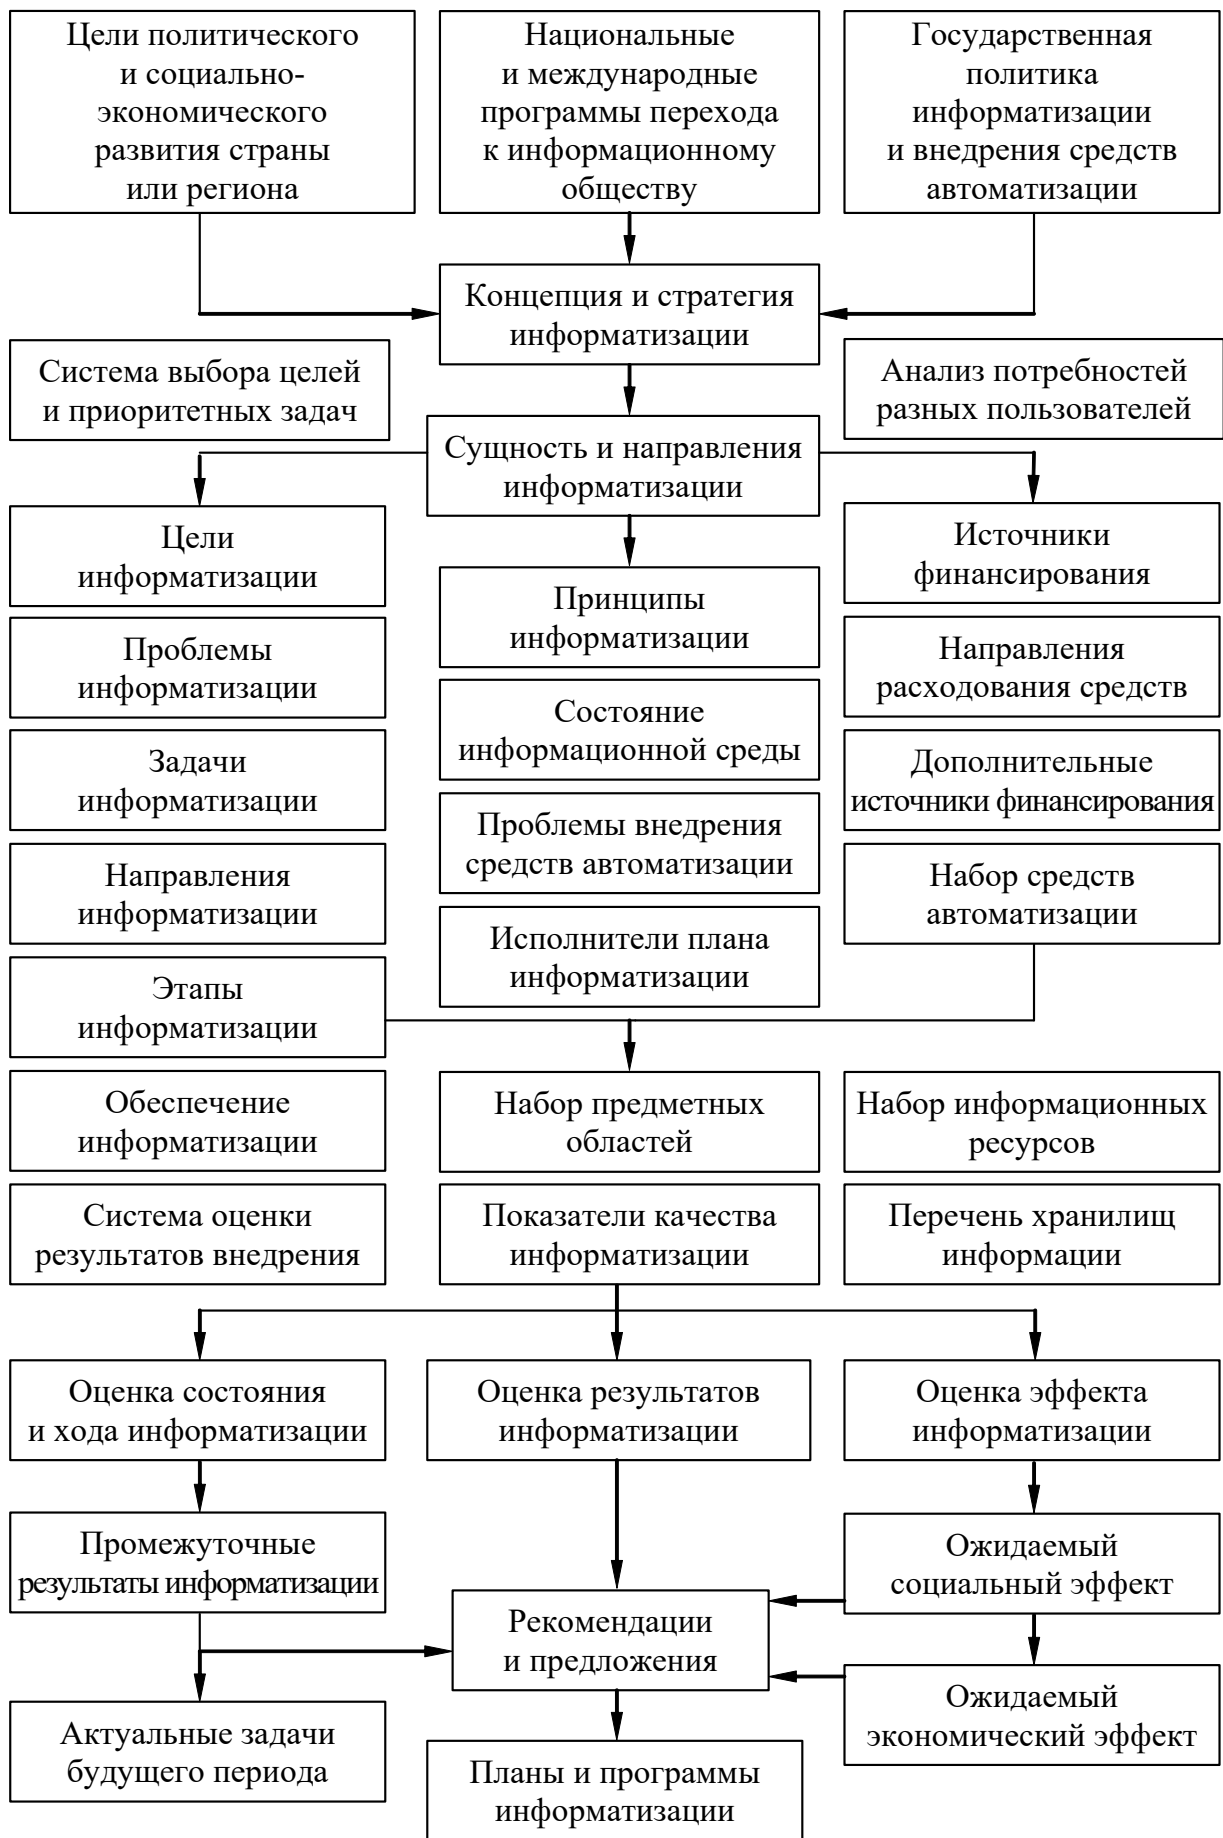 Цели политического
и социально-
экономического
развития страны
или региона
Национальные
и международные
программы перехода
к информационному
обществу
Государственная
политика
информатизации
и внедрения средств
автоматизации
Концепция и стратегия
информатизации
Система выбора целей
и приоритетных задач
Анализ потребностей
разных пользователей
Сущность и направления
информатизации
Цели
информатизации
Источники
финансирования
Принципы
информатизации
Проблемы
информатизации
Направления
расходования средств
Состояние
информационной среды
Задачи
информатизации
Дополнительные
источники финансирования
Проблемы внедрения
средств автоматизации
Направления
информатизации
Набор средств
автоматизации
Исполнители плана
информатизации
Этапы
информатизации
Обеспечение
информатизации
Набор предметных
областей
Набор информационных
ресурсов
Система оценки
результатов внедрения
Показатели качества
информатизации
Перечень хранилищ
информации
Оценка состояния
и хода информатизации
Оценка результатов
информатизации
Оценка эффекта
информатизации
Промежуточные
результаты информатизации
Ожидаемый
социальный эффект
Рекомендации
и предложения
Ожидаемый
экономический эффект
Актуальные задачи
будущего периода
Планы и программы
информатизации